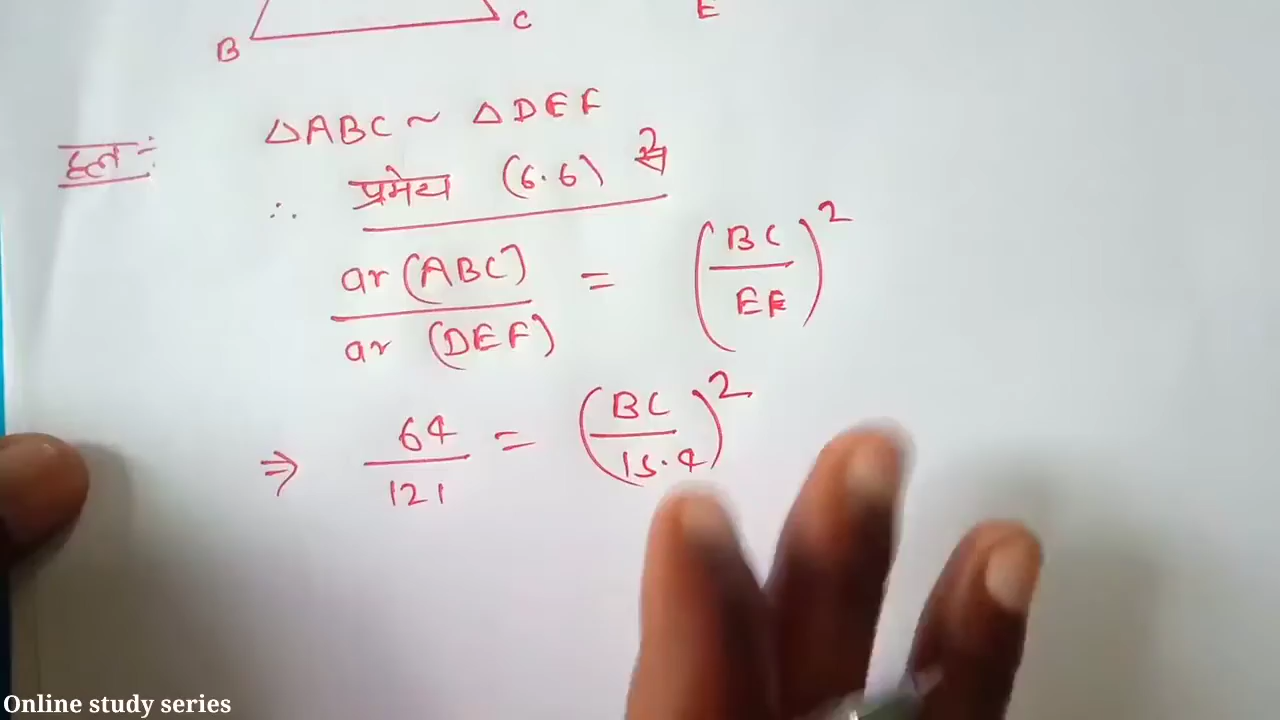 B C E
हल :-
△ABC ~ △DEF
∴ प्रमेय (6.6) से
ar (ABC) / ar (DEF) = (BC / EF)²
⇒ 64 / 121 = (BC / 15.4)²
Online study series